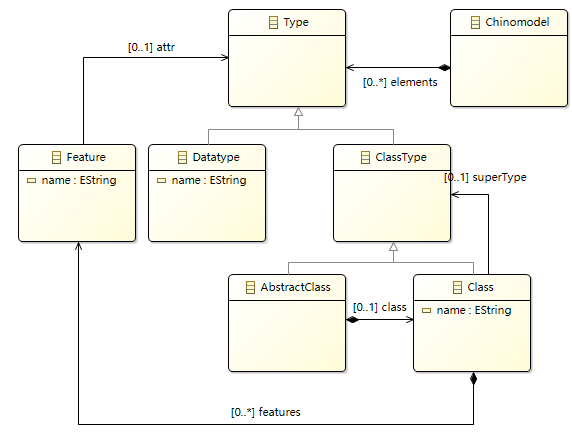 Type
Chinomodel
[0..1] attr
[0..*] elements
Feature
name : EString
Datatype
name : EString
ClassType
[0..1] superType
AbstractClass
[0..1] class
Class
name : EString
[0..*] features